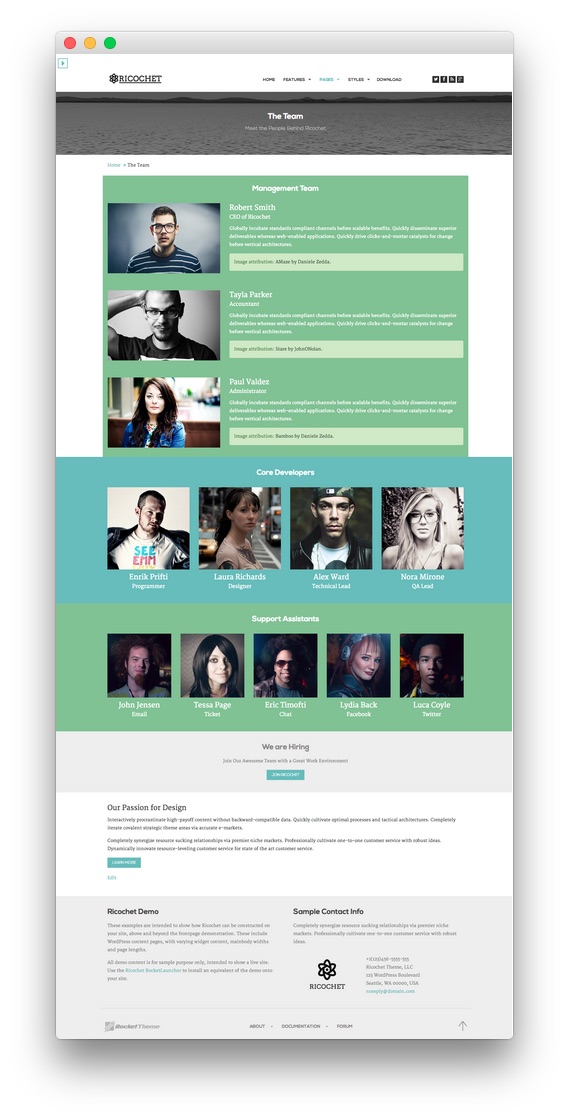 RICOCHET
HOME FEATURES PAGES STYLES DOWNLOAD
The Team
Meet the People Behind Ricochet
Home » The Team
Management Team
Robert Smith
CEO of Ricochet
Globally incubate standards compliant channels before scalable benefits. Quickly disseminate superior
deliverables whereas web-enabled applications. Quickly drive clicks-and-mortar catalysts for change
before vertical architectures.
Image attribution: AMase by Daniele Zedda.
Tayla Parker
Accountant
Globally incubate standards compliant channels before scalable benefits. Quickly disseminate superior
deliverables whereas web-enabled applications. Quickly drive clicks-and-mortar catalysts for change
before vertical architectures.
Image attribution: Stare by JohnONolan.
Paul Valdez
Administrator
Globally incubate standards compliant channels before scalable benefits. Quickly disseminate superior
deliverables whereas web-enabled applications. Quickly drive clicks-and-mortar catalysts for change
before vertical architectures.
Image attribution: Bamboo by Daniele Zedda.
Core Developers
SEE
EMM
Enrik Prifti Laura Richards Alex Ward Nora Mirone
Programmer Designer Technical Lead QA Lead
Support Assistants
John Jensen Tessa Page Eric Timofti Lydia Back Luca Coyle
Email Ticket Chat Facebook Twitter
We are Hiring
Join Our Awesome Team with a Great Work Environment
JOIN RICOCHET
Our Passion for Design
Interactively procrastinate high-payoff content without backward-compatible data. Quickly cultivate optimal processes and tactical architectures. Completely
iterate covalent strategic theme areas via accurate e-markets.
Completely synergize resource sucking relationships via premier niche markets. Professionally cultivate one-to-one customer service with robust ideas.
Dynamically innovate resource-leveling customer service for state of the art customer service.
LEARN MORE
Edit
Ricochet Demo
These examples are intended to show how Ricochet can be constructed on
your site, above and beyond the frontpage demonstration. These include
WordPress content pages, with varying widget content, mainbody widths
and page lengths.
All demo content is for sample purpose only, intended to show a live site.
Use the Ricochet RocketLauncher to install an equivalent of the demo onto
your site.
Sample Contact Info
Completely synergize resource sucking relationships via premier niche
markets. Professionally cultivate one-to-one customer service with robust
ideas.
RICOCHET
+1(123)456-5555-555
Ricochet Theme, LLC
123 WordPress Boulevard
Seattle, WA 00000, USA
noreply@domain.com
RocketTheme
ABOUT • DOCUMENTATION • FORUM